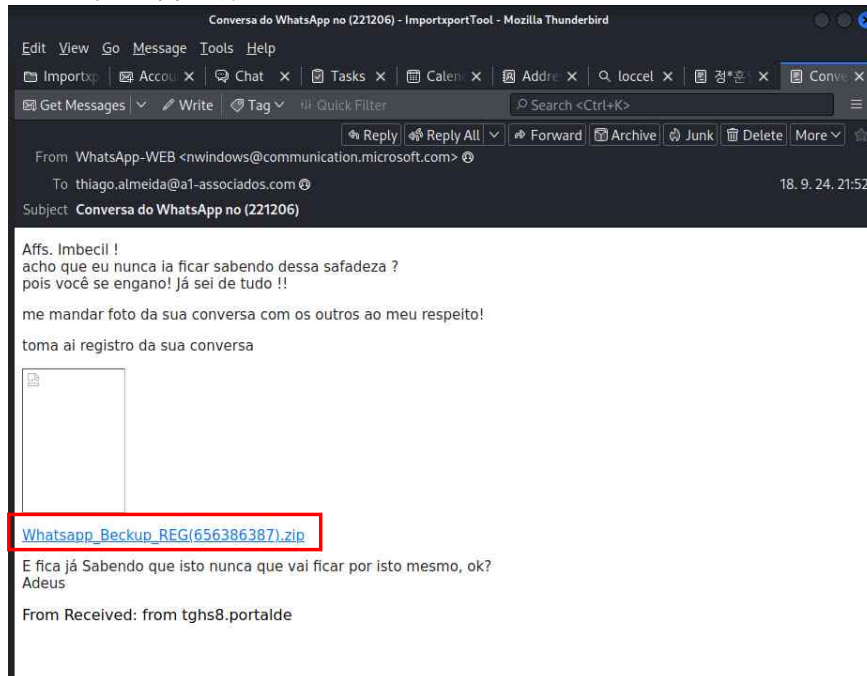 Conversa do WhatsApp no (221206) - ImportxportTool - Mozilla Thunderbird
Edit View Go Message Tools Help
Importxp Accou Chat Tasks Calend Addre loccel 정*훈 Conve
Get Messages Write Tag Quick Filter Search <Ctrl+K>
Reply Reply All Forward Archive Junk Delete More
From WhatsApp-WEB <nwindows@communication.microsoft.com>
To thiago.almeida@a1-associados.com 18. 9. 24. 21:52
Subject Conversa do WhatsApp no (221206)
Affs. Imbecil !
acho que eu nunca ia ficar sabendo dessa safadeza ?
pois você se engano! Já sei de tudo !!
me mandar foto da sua conversa com os outros ao meu respeito!
toma ai registro da sua conversa
Whatsapp_Beckup_REG(656386387).zip
E fica já Sabendo que isto nunca que vai ficar por isto mesmo, ok?
Adeus
From Received: from tghs8.portalde